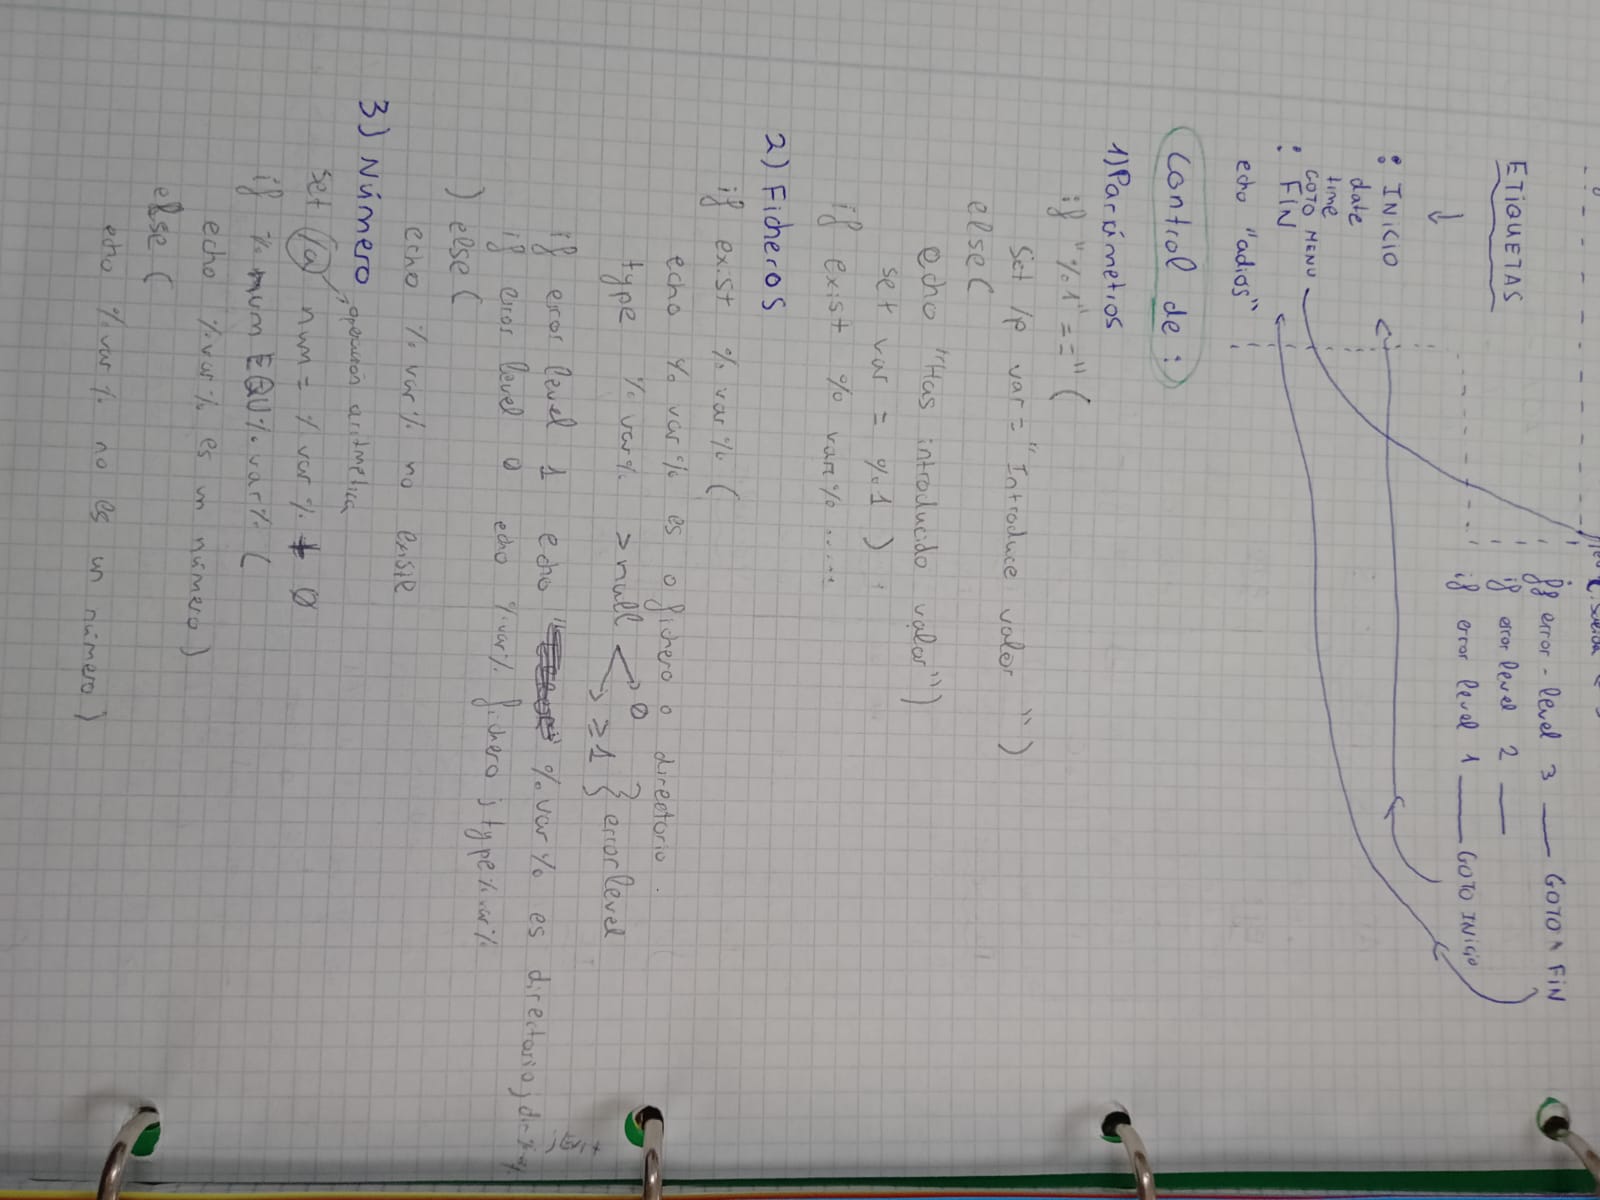 ETIQUETAS
: INICIO
date
time
GOTO MENU
: FIN
echo "adios"
if error-level 3 — GOTO FIN
if error level 2 —
if error level 1 — GOTO INICIO
Control de:
1) Parámetros
if "%1"=="" (
set /p var="Introduce valor")
else (
echo "Has introducido valor")
set var = %1)
if exist %var% .....
2) Ficheros
if exist %var% (
echo %var% es o fichero o directorio.
type %var% >null < 0 ≥1 } errorlevel
if error level 1 echo %var% es directorio; dir
if error level 0 echo %var% fichero; type %var%
) else (
echo %var% no existe
3) Número
operación aritmética
set /a num = %var% + 0
if %num EQU %var% (
echo %var% es un número)
else (
echo %var% no es un número)